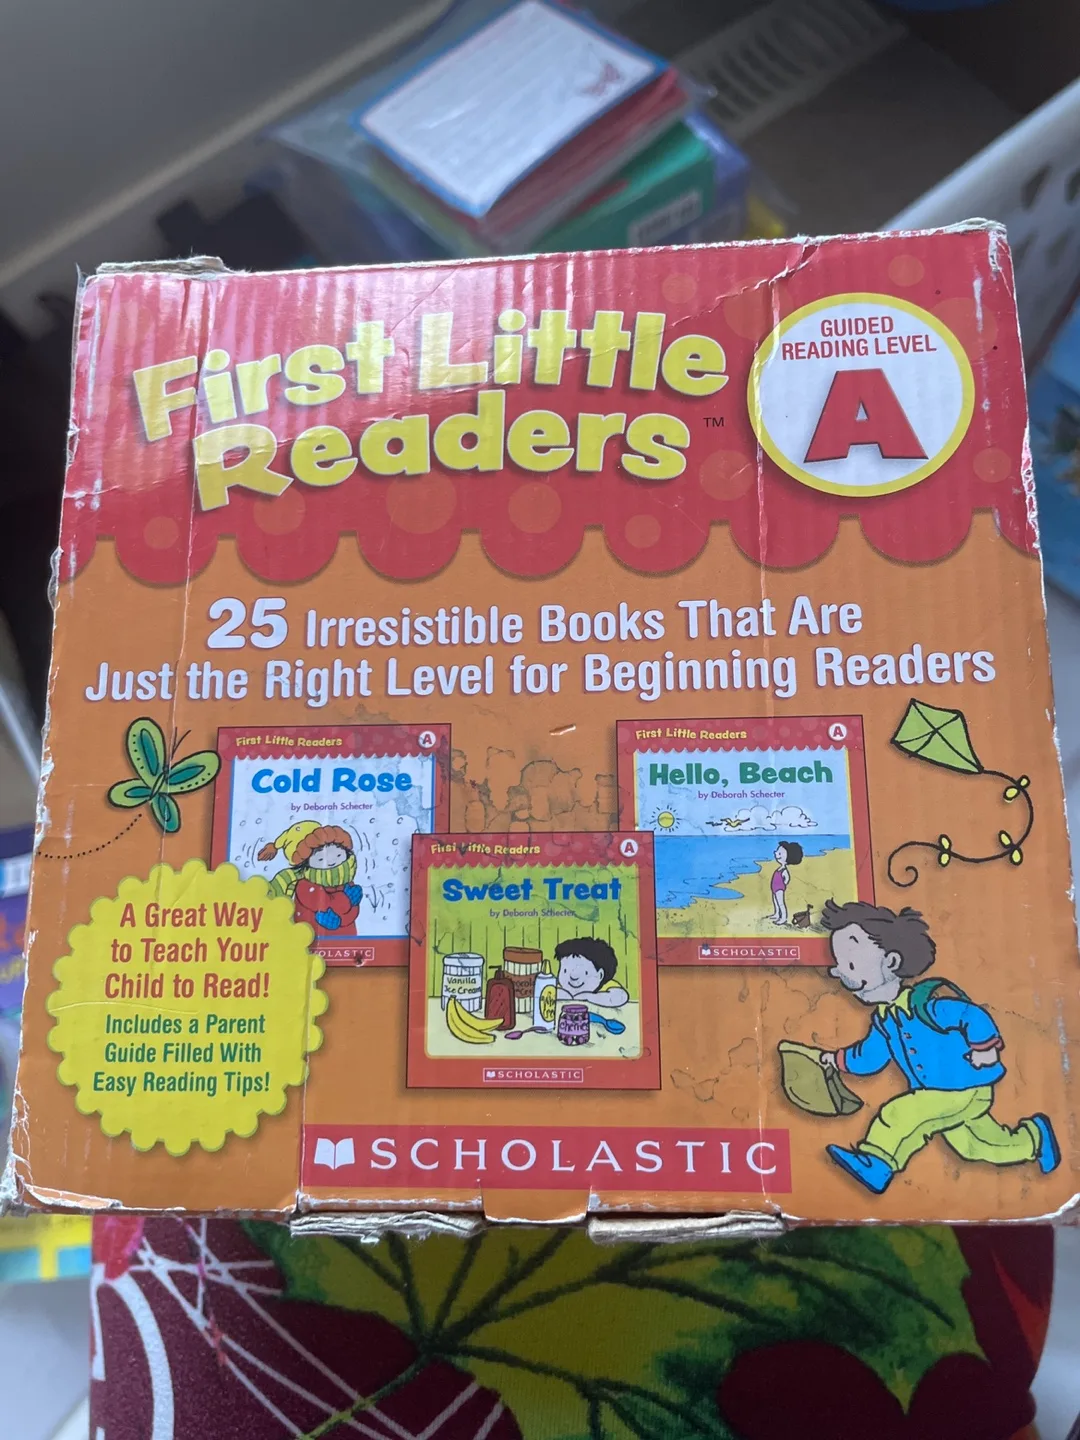 First Little
Readers™
GUIDED
READING LEVEL
A
25 Irresistible Books That Are
Just the Right Level for Beginning Readers
First Little Readers A
Cold Rose
by Deborah Schecter
First Little Readers A
Hello, Beach
by Deborah Schecter
SCHOLASTIC
First Little Readers A
Sweet Treat
by Deborah Schecter
Vanilla
Ice Cream
SCHOLASTIC
A Great Way
to Teach Your
Child to Read!
Includes a Parent
Guide Filled With
Easy Reading Tips!
SCHOLASTIC